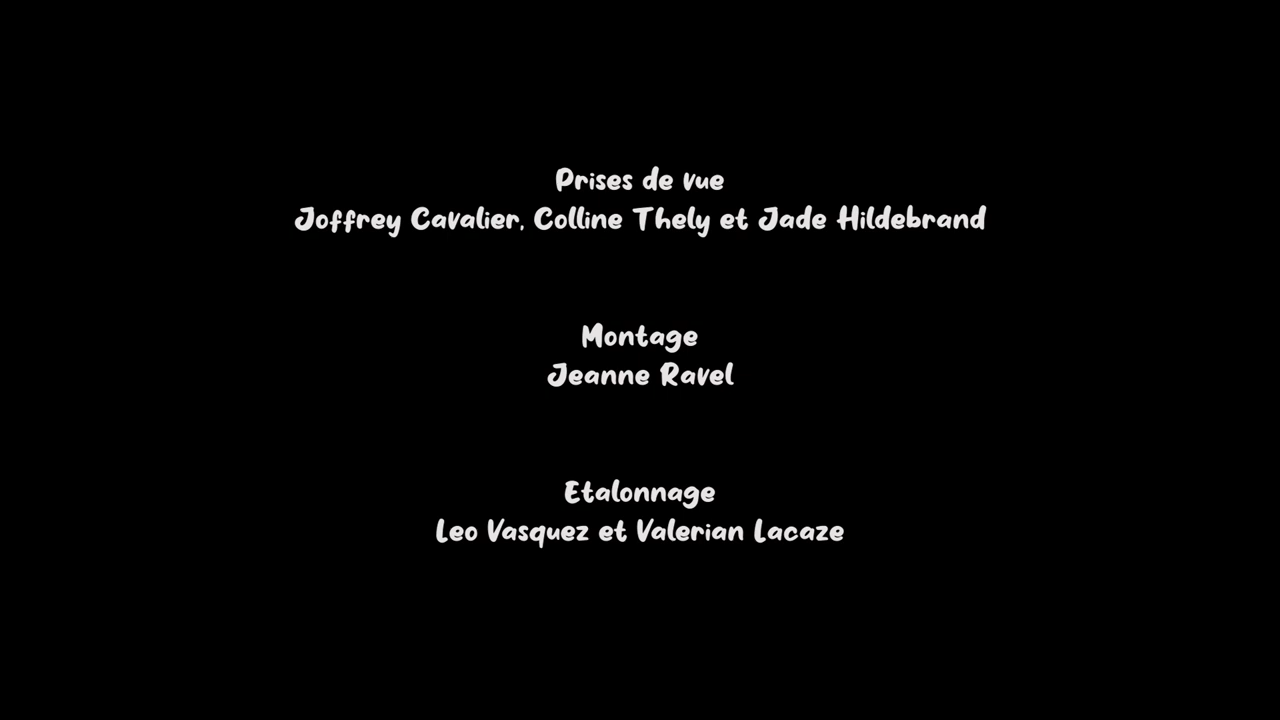 Prises de vue
Joffrey Cavalier, Colline Thely et Jade Hildebrand
Montage
Jeanne Ravel
Etalonnage
Leo Vasquez et Valerian Lacaze